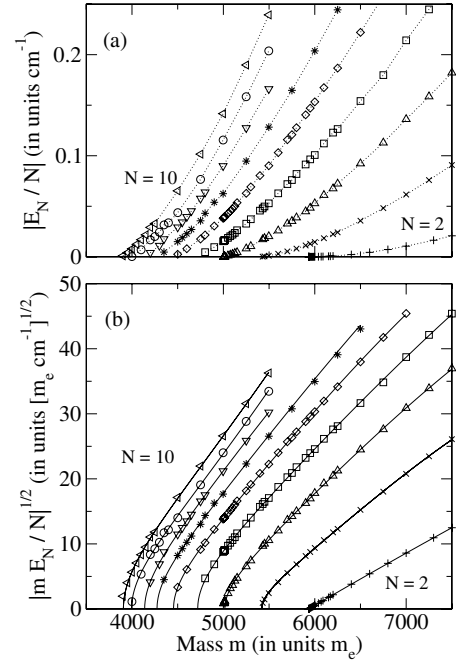 0.2
(a)
|E_N / N| (in units cm^-1)
0.1
N = 10
N = 2
0
50
(b)
40
|m E_N / N|^1/2 (in units [m_e cm^-1]^1/2)
30
N = 10
20
10
N = 2
0
4000 5000 6000 7000
Mass m (in units m_e)